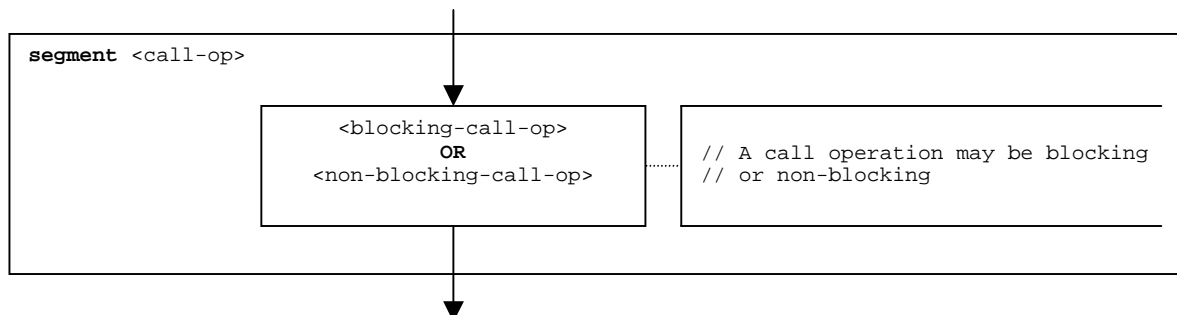 segment <call-op>
<blocking-call-op>
OR
<non-blocking-call-op>
// A call operation may be blocking
// or non-blocking